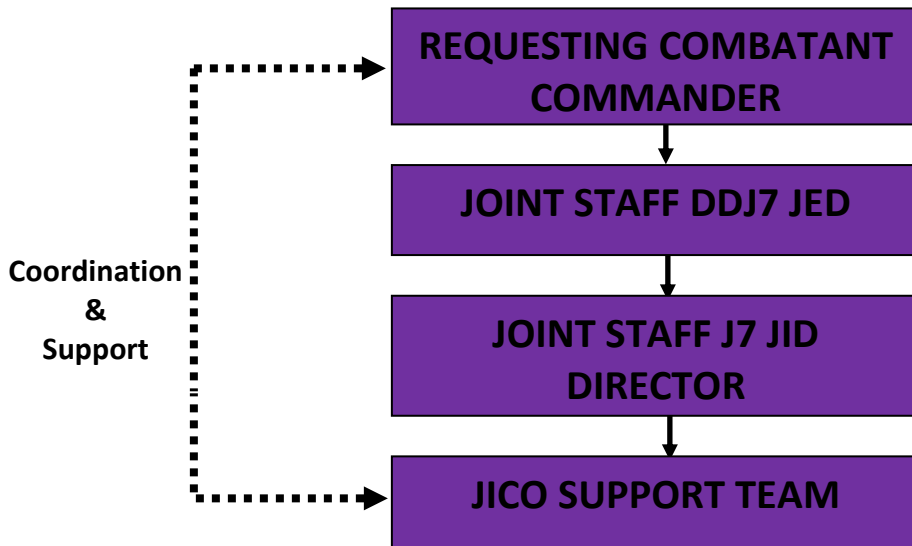 REQUESTING COMBATANT
COMMANDER
JOINT STAFF DDJ7 JED
Coordination
&
Support
JOINT STAFF J7 JID
DIRECTOR
JICO SUPPORT TEAM